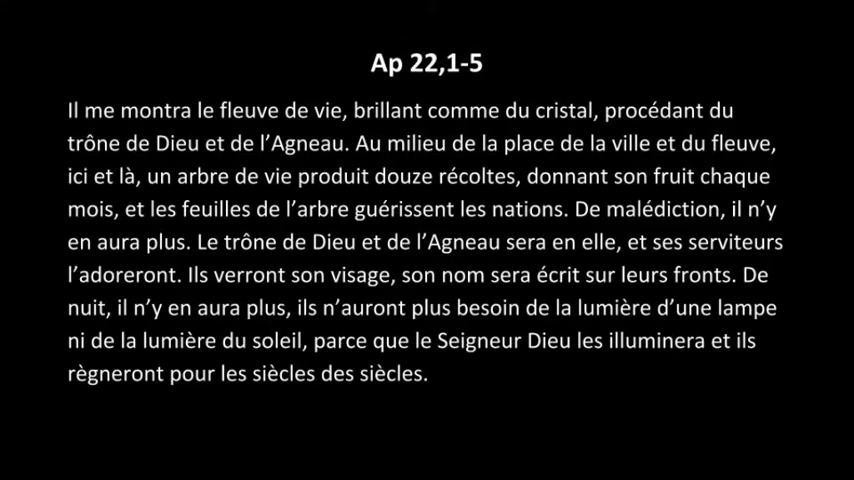 Ap 22,1-5
Il me montra le fleuve de vie, brillant comme du cristal, procédant du
trône de Dieu et de l’Agneau. Au milieu de la place de la ville et du fleuve,
ici et là, un arbre de vie produit douze récoltes, donnant son fruit chaque
mois, et les feuilles de l’arbre guérissent les nations. De malédiction, il n’y
en aura plus. Le trône de Dieu et de l’Agneau sera en elle, et ses serviteurs
l’adoreront. Ils verront son visage, son nom sera écrit sur leurs fronts. De
nuit, il n’y en aura plus, ils n’auront plus besoin de la lumière d’une lampe
ni de la lumière du soleil, parce que le Seigneur Dieu les illuminera et ils
règneront pour les siècles des siècles.